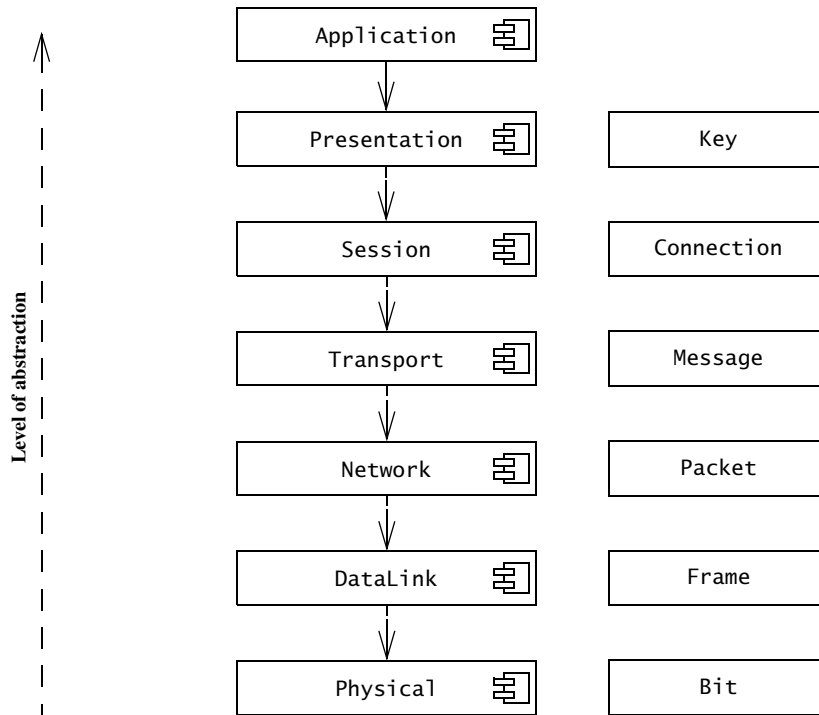 Application
Presentation
Key
Session
Connection
Level of abstraction
Transport
Message
Network
Packet
DataLink
Frame
Physical
Bit